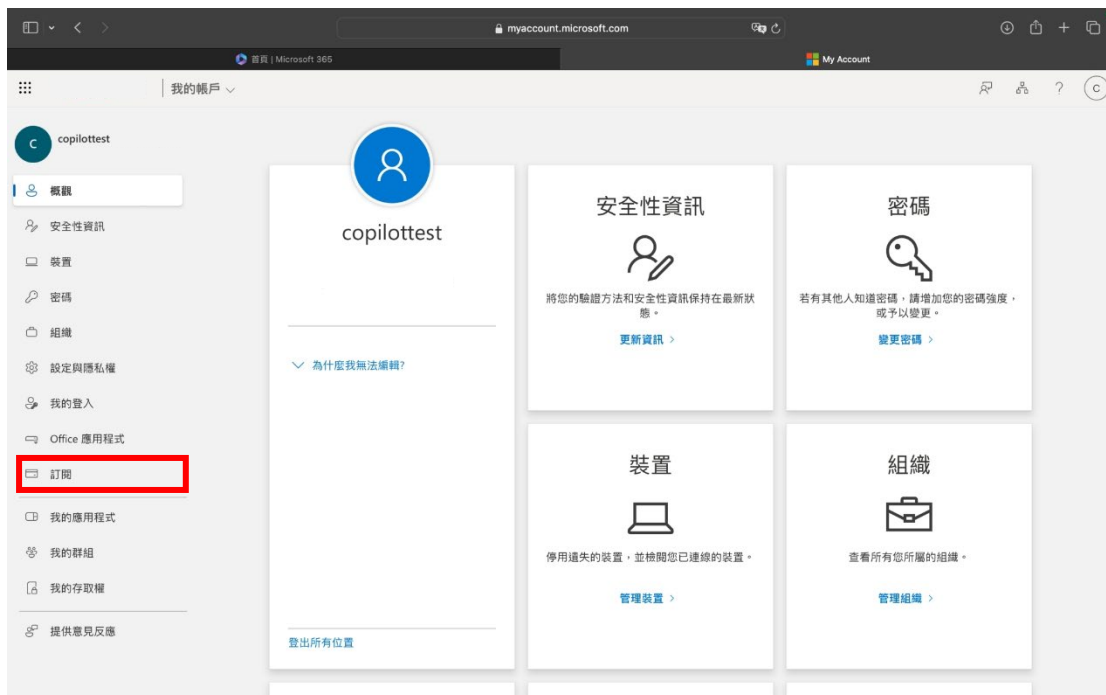 myaccount.microsoft.com
首頁 | Microsoft 365
My Account
我的帳戶
?
C
C
copilottest
概觀
安全性資訊
裝置
密碼
組織
設定與隱私權
我的登入
Office 應用程式
訂閱
我的應用程式
我的群組
我的存取權
提供意見反應
copilottest
為什麼我無法編輯?
登出所有位置
安全性資訊
將您的驗證方法和安全性資訊保持在最新狀
態。
更新資訊 >
密碼
若有其他人知道密碼，請增加您的密碼強度，
或予以變更。
變更密碼 >
裝置
停用遺失的裝置，並檢閱您已連線的裝置。
管理裝置 >
組織
查看所有您所屬的組織。
管理組織 >